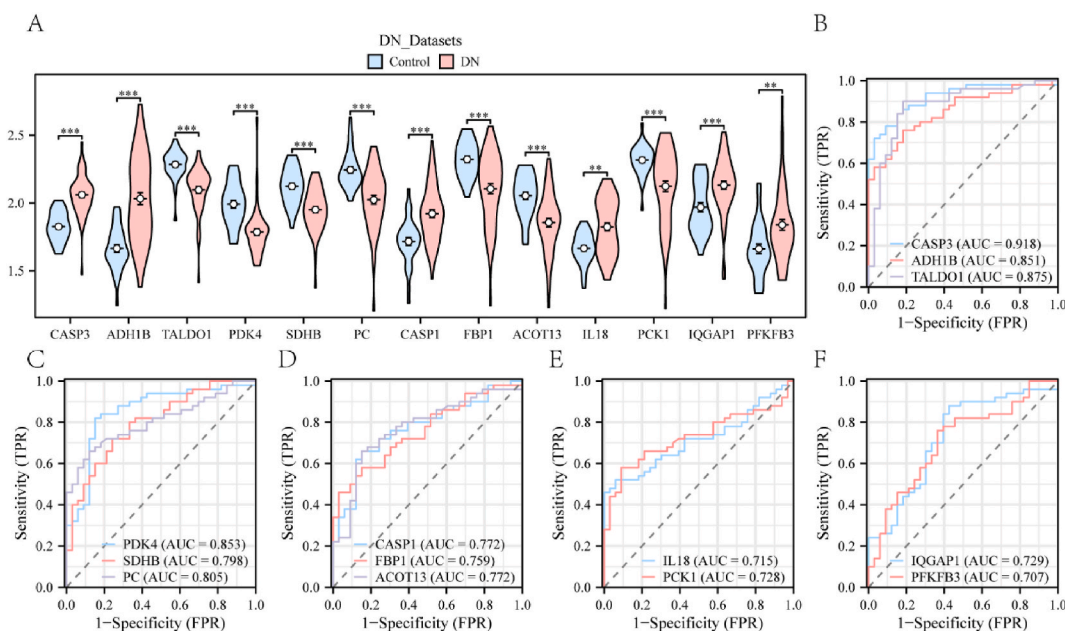 A
DN_Datasets
Control DN
2.5
2.0
1.5
*** *** *** *** *** *** *** *** *** ** *** *** **
CASP3 ADH1B TALDO1 PDK4 SDHB PC CASP1 FBP1 ACOT13 IL18 PCK1 IQGAP1 PFKFB3
B
Sensitivity (TPR)
1.0
0.8
0.6
0.4
0.2
0.0
CASP3 (AUC = 0.918)
ADH1B (AUC = 0.851)
TALDO1 (AUC = 0.875)
0.0 0.2 0.4 0.6 0.8 1.0
1-Specificity (FPR)
C
Sensitivity (TPR)
1.0
0.8
0.6
0.4
0.2
0.0
PDK4 (AUC = 0.853)
SDHB (AUC = 0.798)
PC (AUC = 0.805)
0.0 0.2 0.4 0.6 0.8 1.0
1-Specificity (FPR)
D
Sensitivity (TPR)
1.0
0.8
0.6
0.4
0.2
0.0
CASP1 (AUC = 0.772)
FBP1 (AUC = 0.759)
ACOT13 (AUC = 0.772)
0.0 0.2 0.4 0.6 0.8 1.0
1-Specificity (FPR)
E
Sensitivity (TPR)
1.0
0.8
0.6
0.4
0.2
0.0
IL18 (AUC = 0.715)
PCK1 (AUC = 0.728)
0.0 0.2 0.4 0.6 0.8 1.0
1-Specificity (FPR)
F
Sensitivity (TPR)
1.0
0.8
0.6
0.4
0.2
0.0
IQGAP1 (AUC = 0.729)
PFKFB3 (AUC = 0.707)
0.0 0.2 0.4 0.6 0.8 1.0
1-Specificity (FPR)